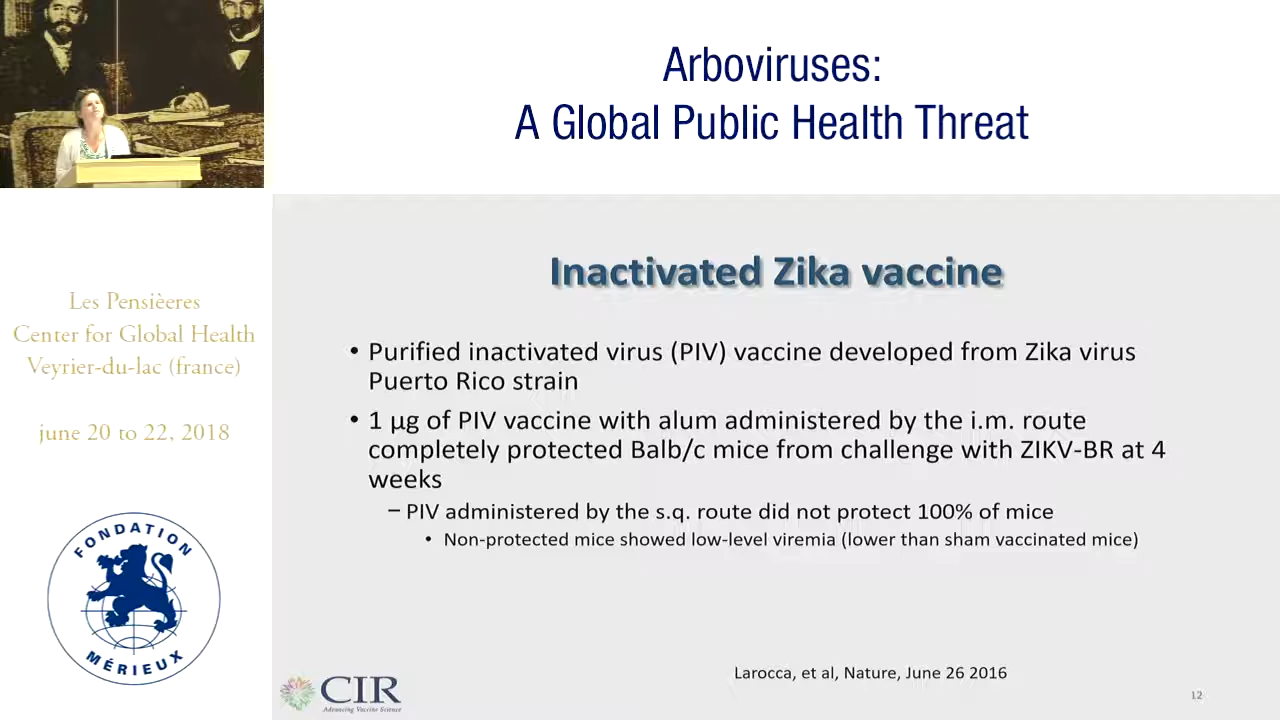 Arboviruses:
A Global Public Health Threat
Les Pensièeres
Center for Global Health
Veyrier-du-lac (france)
june 20 to 22, 2018
FONDATION
MÉRIEUX
Inactivated Zika vaccine
• Purified inactivated virus (PIV) vaccine developed from Zika virus
Puerto Rico strain
• 1 µg of PIV vaccine with alum administered by the i.m. route
completely protected Balb/c mice from challenge with ZIKV-BR at 4
weeks
– PIV administered by the s.q. route did not protect 100% of mice
• Non-protected mice showed low-level viremia (lower than sham vaccinated mice)
Larocca, et al, Nature, June 26 2016
CIR
Advancing Vaccine Science
12